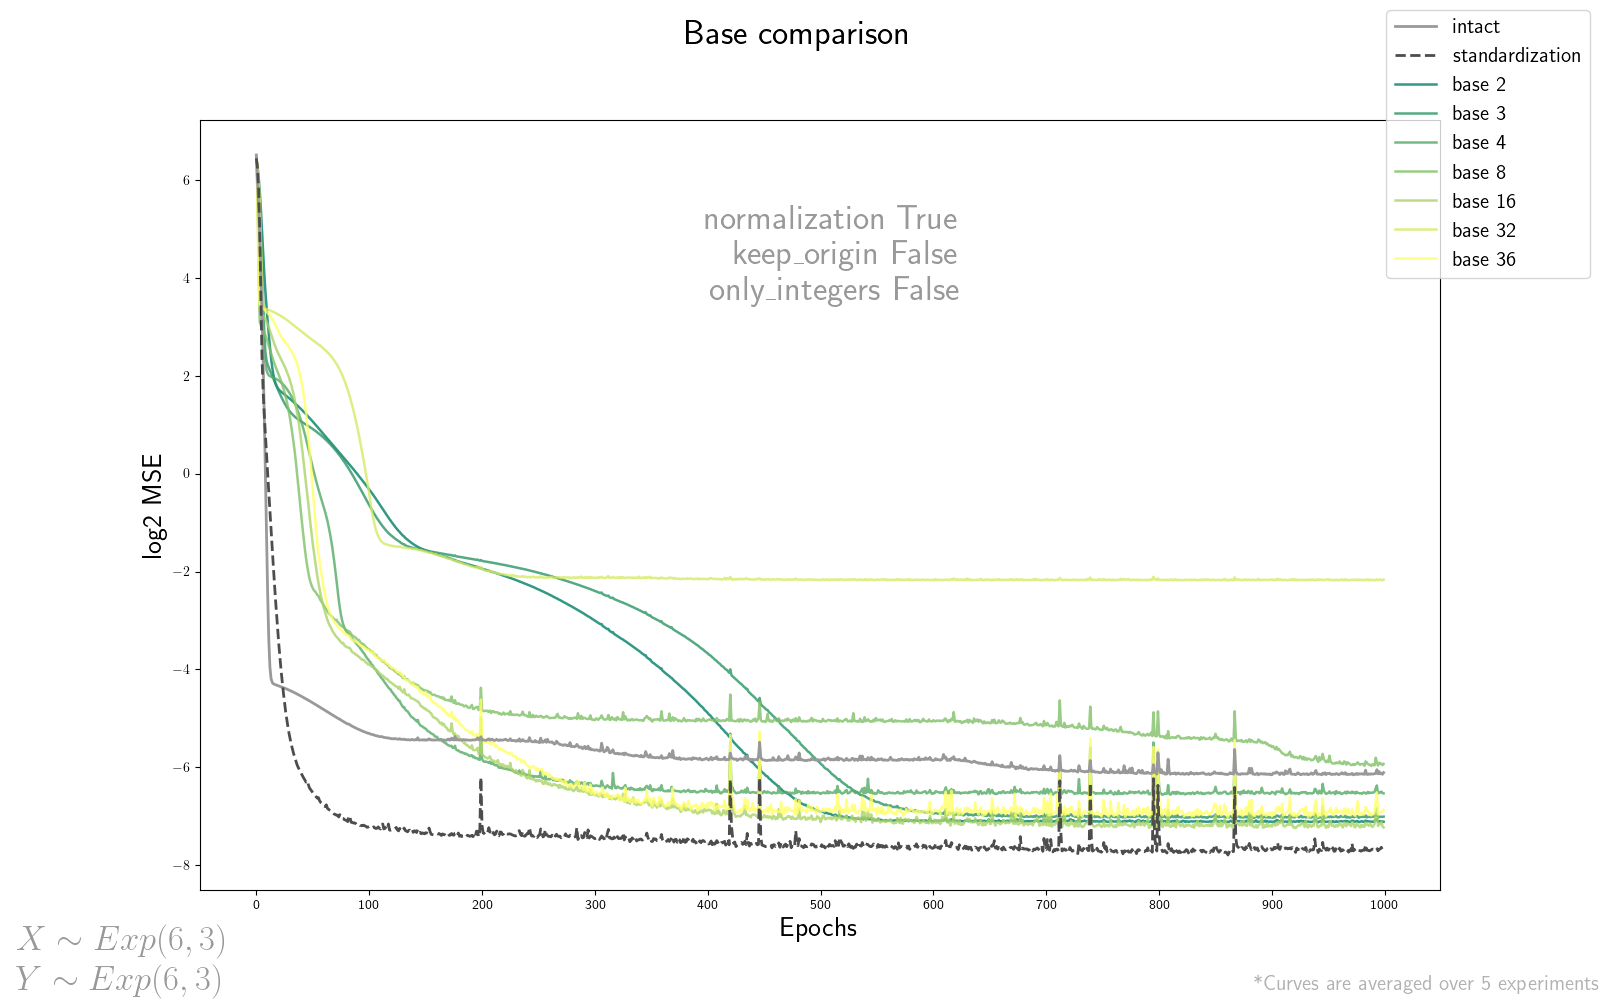 Base comparison
intact
standardization
base 2
base 3
base 4
base 8
base 16
base 32
base 36
normalization True
keep_origin False
only_integers False
log2 MSE
6
4
2
0
−2
−4
−6
−8
0 100 200 300 400 500 600 700 800 900 1000
Epochs
X ∼ Exp(6, 3)
Y ∼ Exp(6, 3)
*Curves are averaged over 5 experiments